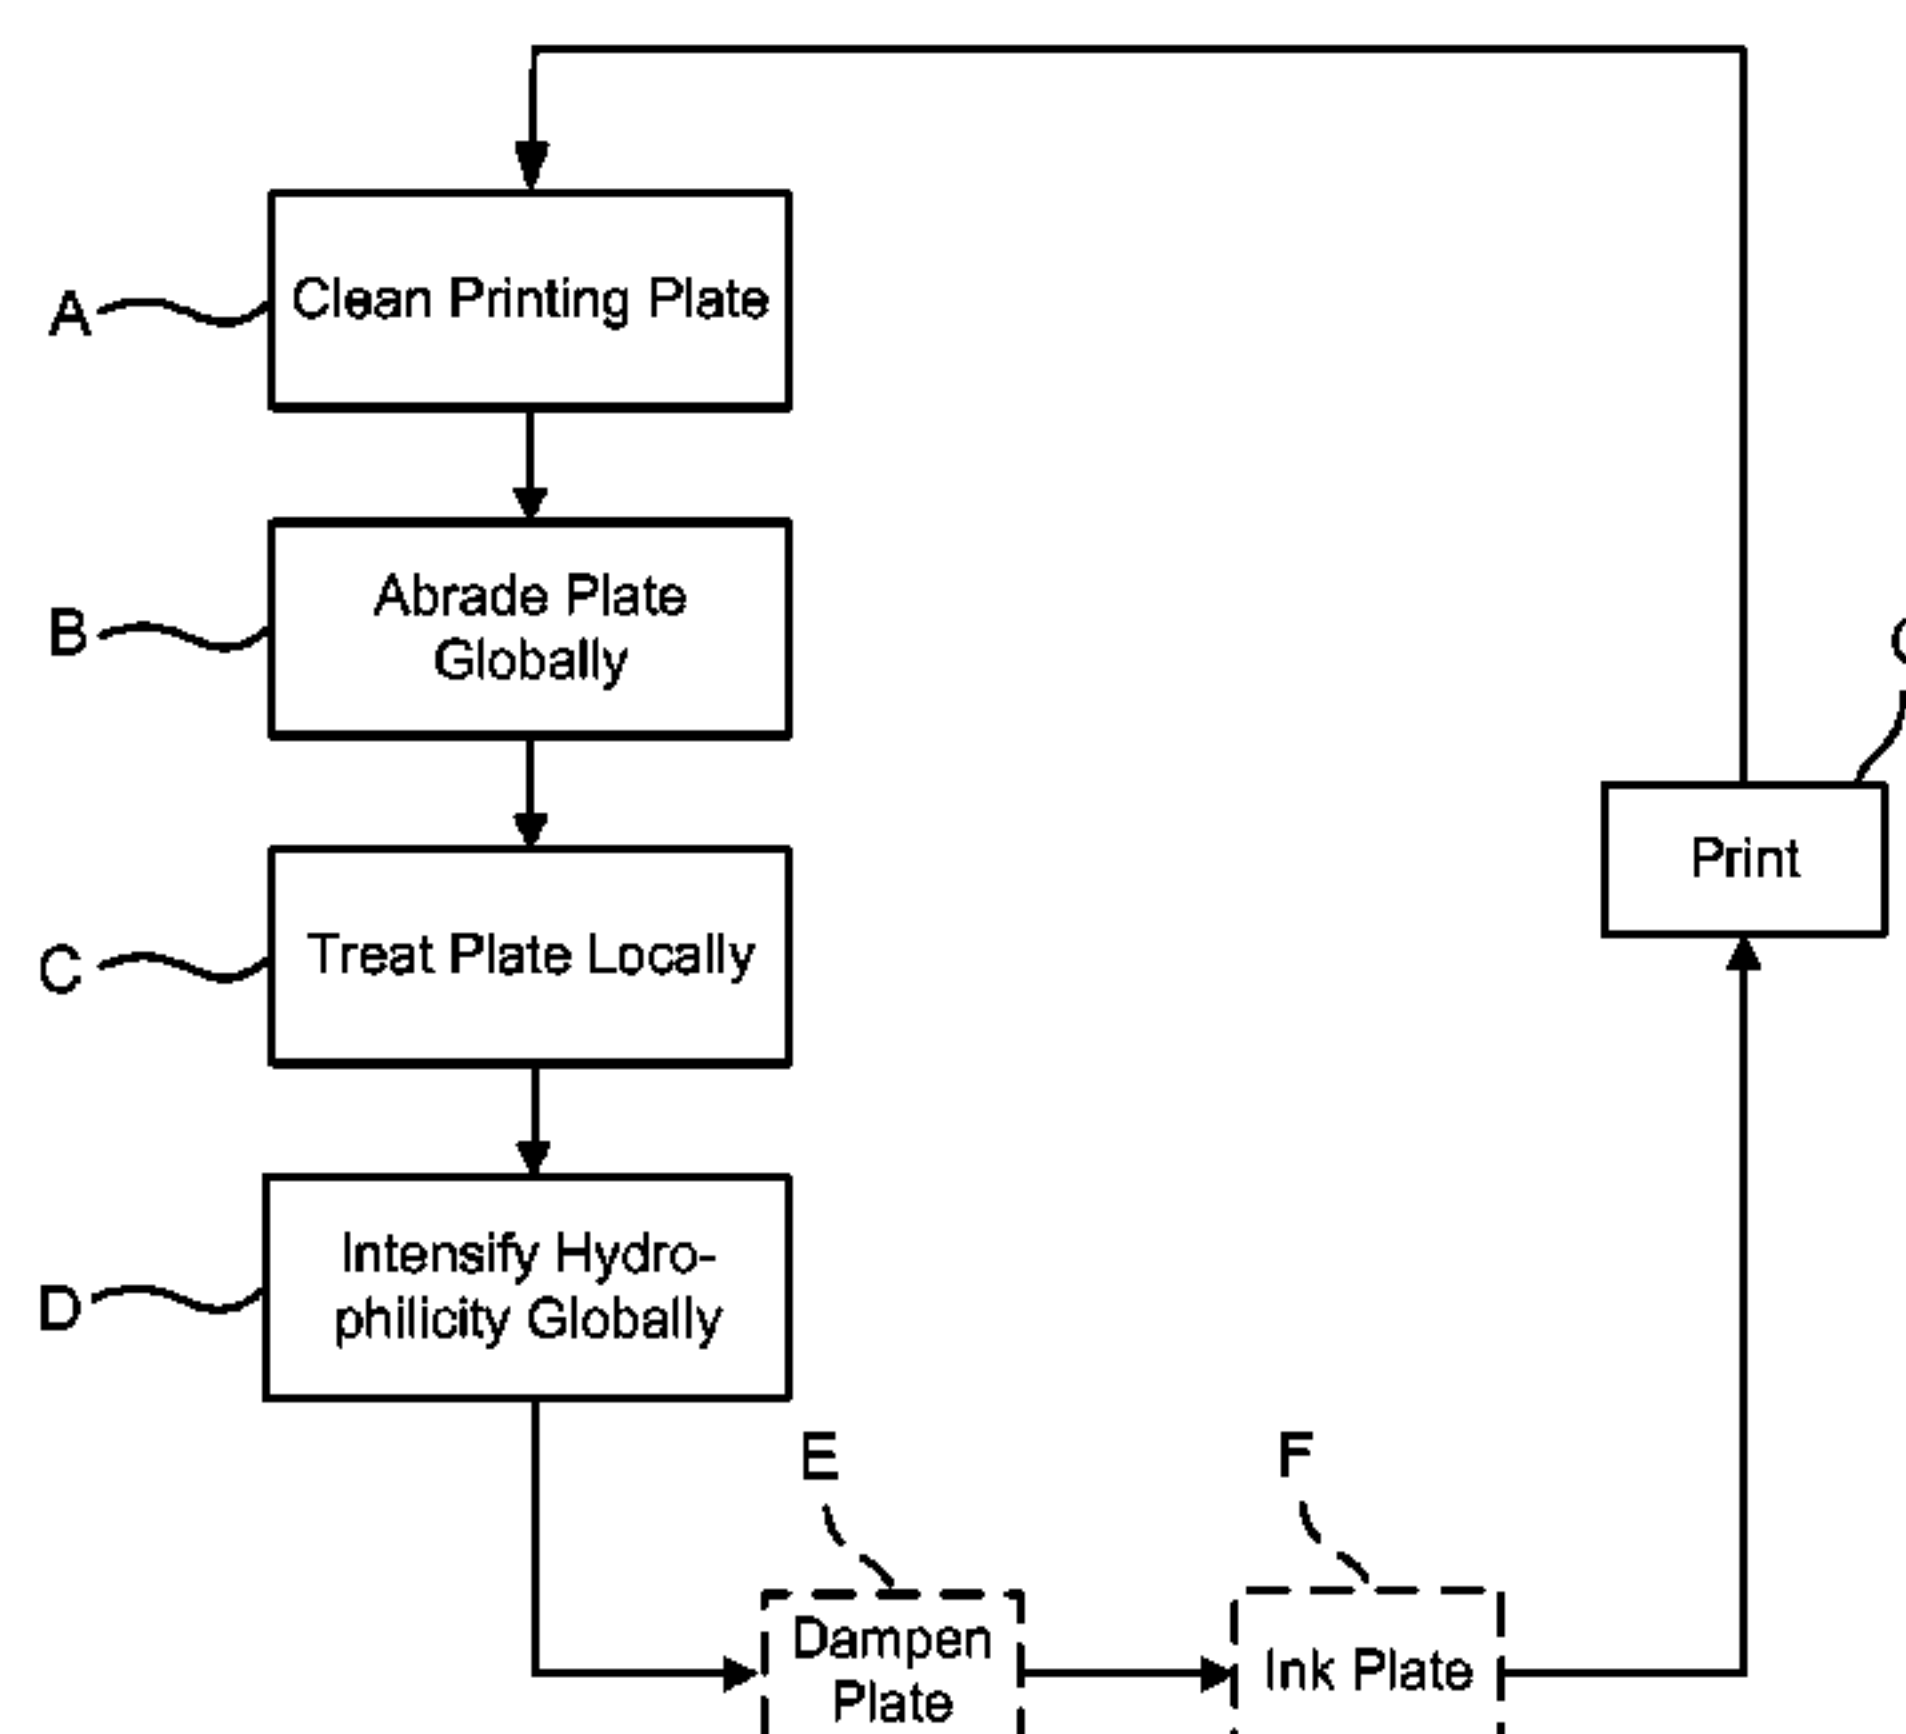 A
Clean Printing Plate
B
Abrade Plate
Globally
C
Treat Plate Locally
Print
D
Intensify Hydro-
philicity Globally
E
F
Dampen
Plate
Ink Plate